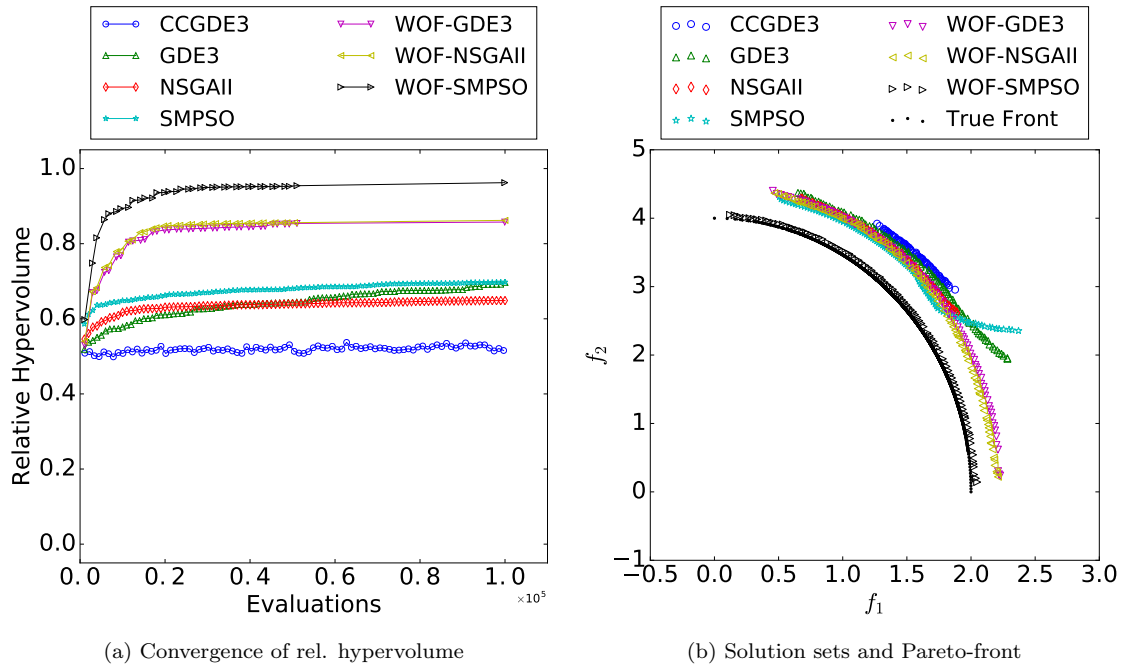 CCGDE3
GDE3
NSGAII
SMPSO
WOF-GDE3
WOF-NSGAII
WOF-SMPSO
1.0
0.8
0.6
0.4
0.2
0.0
Relative Hypervolume
0.0 0.2 0.4 0.6 0.8 1.0
×10⁵
Evaluations
(a) Convergence of rel. hypervolume
CCGDE3
GDE3
NSGAII
SMPSO
WOF-GDE3
WOF-NSGAII
WOF-SMPSO
True Front
5
4
3
2
1
0
−1
f₂
−0.5 0.0 0.5 1.0 1.5 2.0 2.5 3.0
f₁
(b) Solution sets and Pareto-front